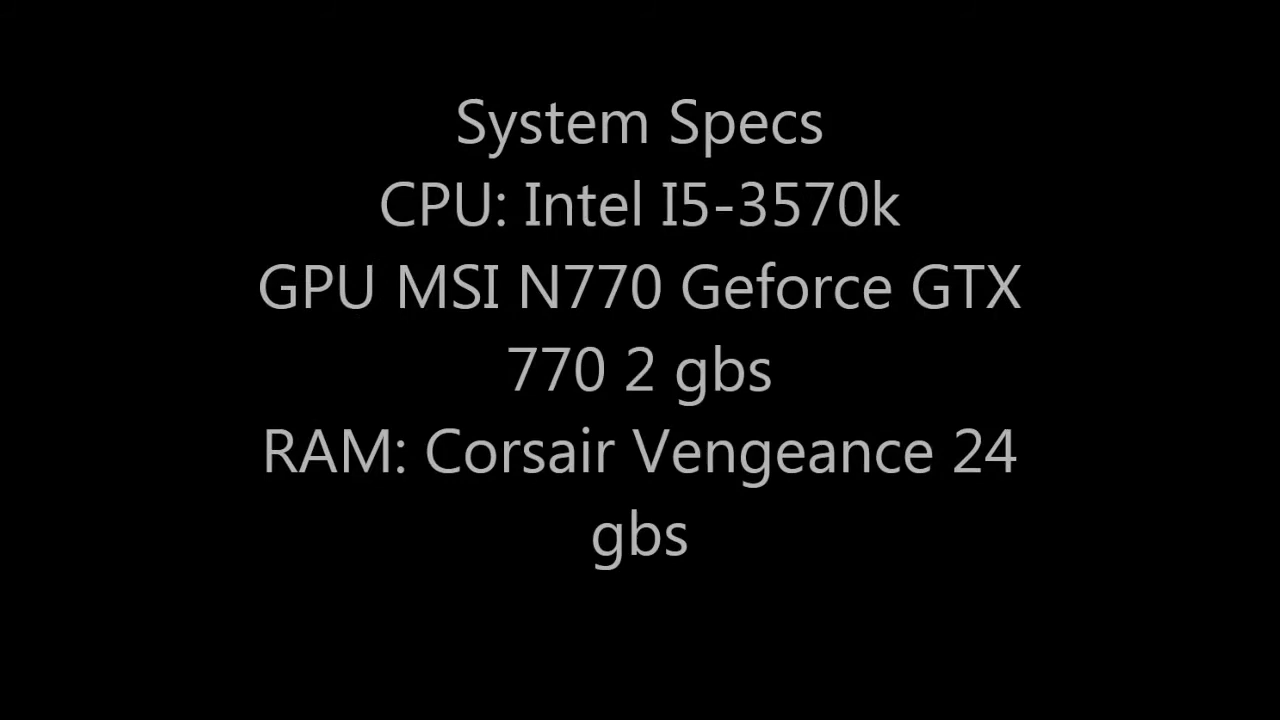 System Specs
CPU: Intel I5-3570k
GPU MSI N770 Geforce GTX
770 2 gbs
RAM: Corsair Vengeance 24
gbs